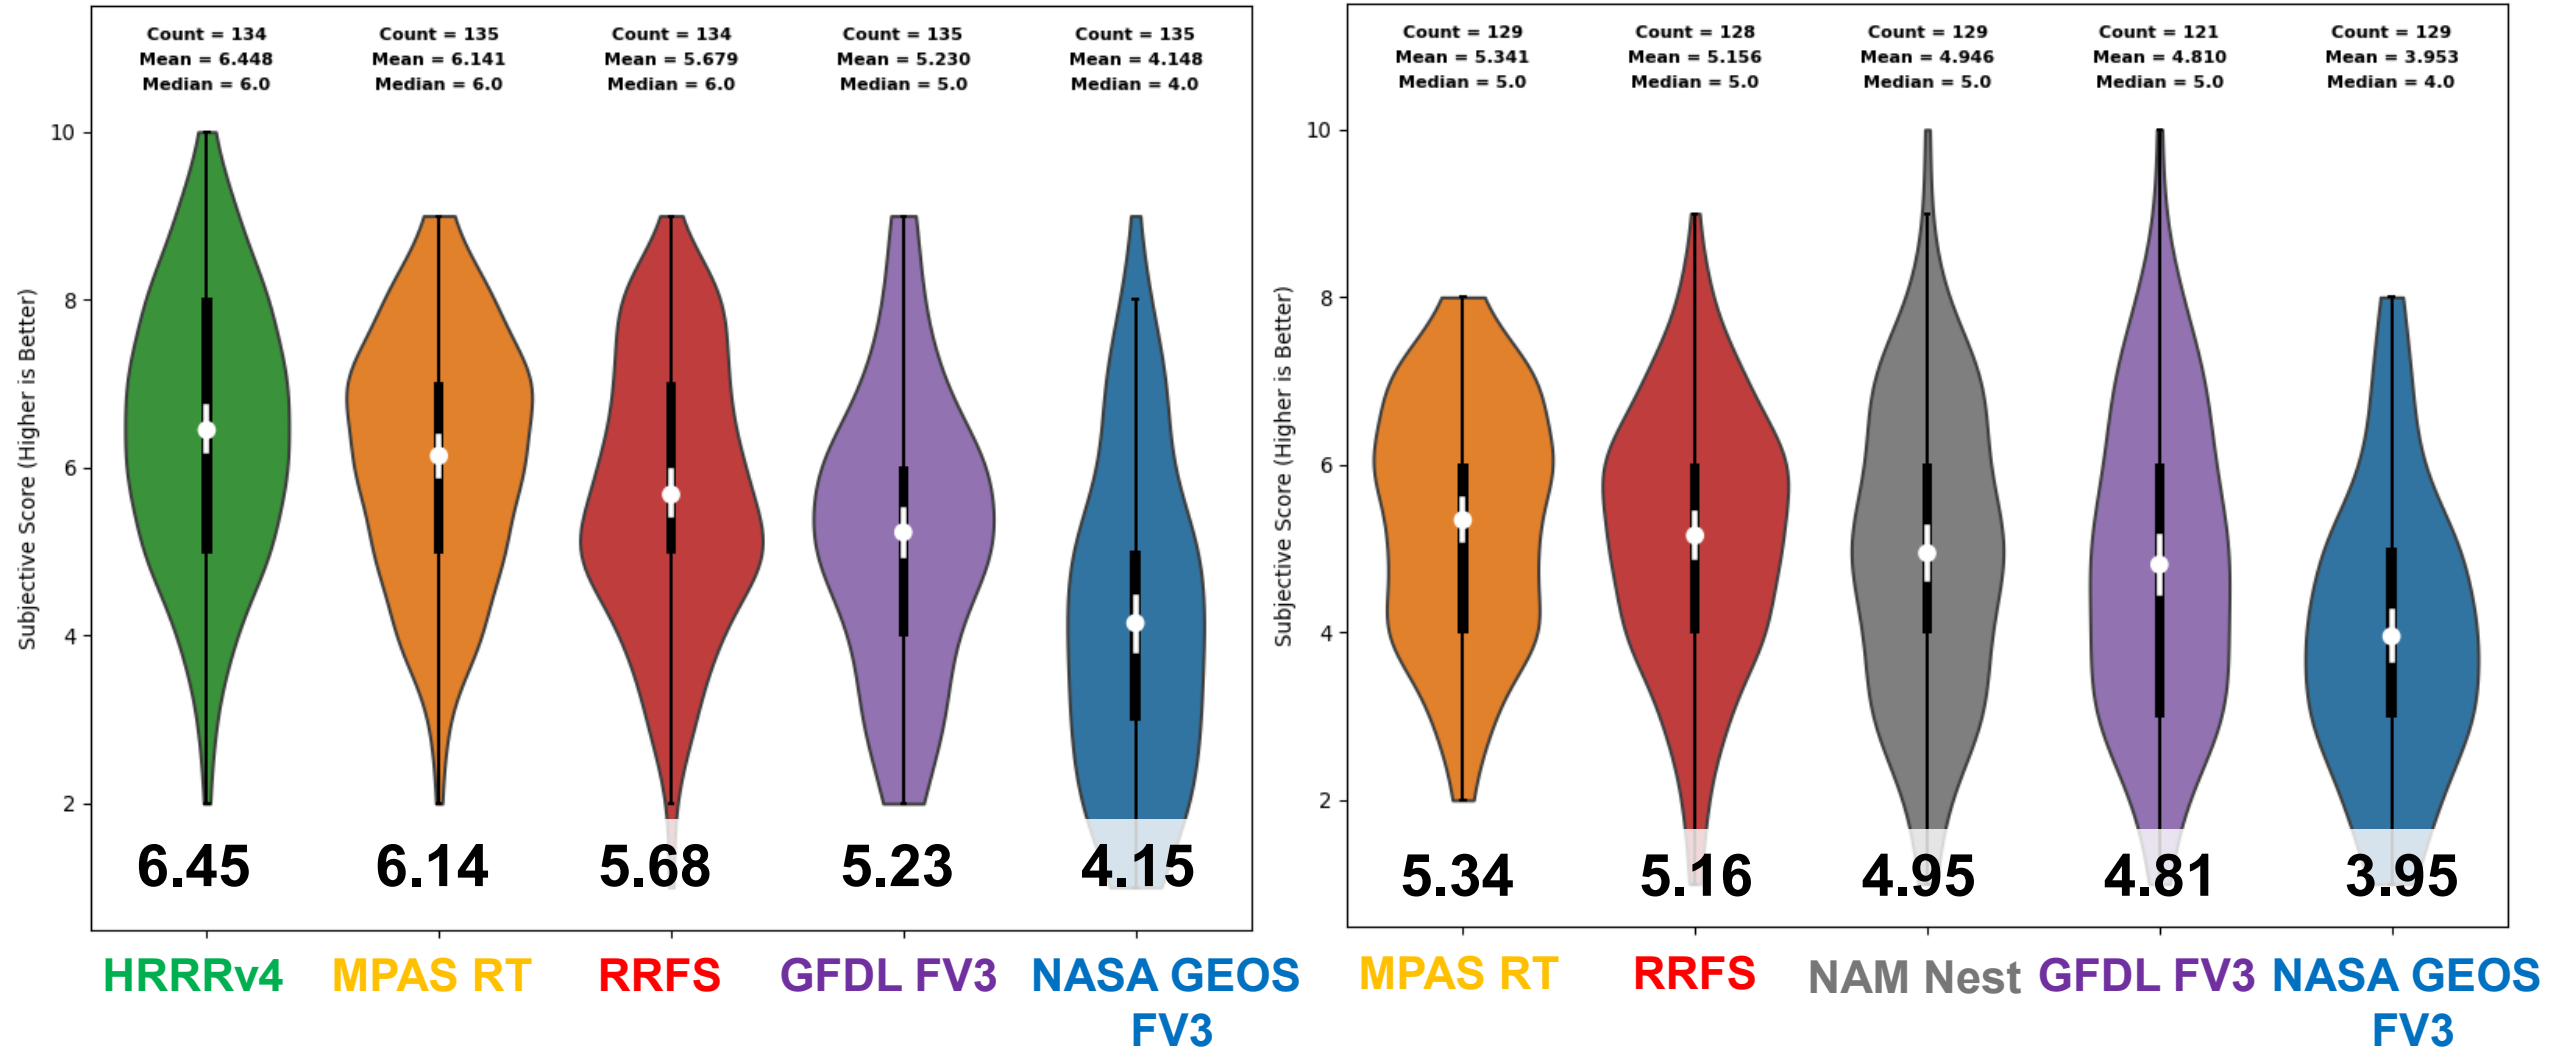 Count = 134
Mean = 6.448
Median = 6.0
Count = 135
Mean = 6.141
Median = 6.0
Count = 134
Mean = 5.679
Median = 6.0
Count = 135
Mean = 5.230
Median = 5.0
Count = 135
Mean = 4.148
Median = 4.0
Subjective Score (Higher is Better)
10
8
6
4
2
6.45
6.14
5.68
5.23
4.15
HRRRv4
MPAS RT
RRFS
GFDL FV3
NASA GEOS
FV3
Count = 129
Mean = 5.341
Median = 5.0
Count = 128
Mean = 5.156
Median = 5.0
Count = 129
Mean = 4.946
Median = 5.0
Count = 121
Mean = 4.810
Median = 5.0
Count = 129
Mean = 3.953
Median = 4.0
Subjective Score (Higher is Better)
10
8
6
4
2
5.34
5.16
4.95
4.81
3.95
MPAS RT
RRFS
NAM Nest
GFDL FV3
NASA GEOS
FV3